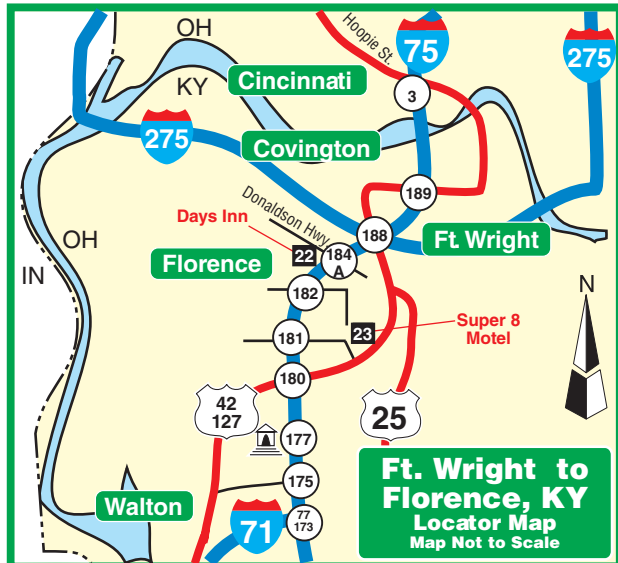 OH
Hoopie St.
75
275
KY
Cincinnati
3
275
Covington
189
Donaldson Hwy
Days Inn
188
Ft. Wright
OH
22
184
A
Florence
IN
182
N
Super 8
Motel
23
181
180
42
127
25
177
Ft. Wright to
Florence, KY
Locator Map
Map Not to Scale
175
Walton
71
77
173